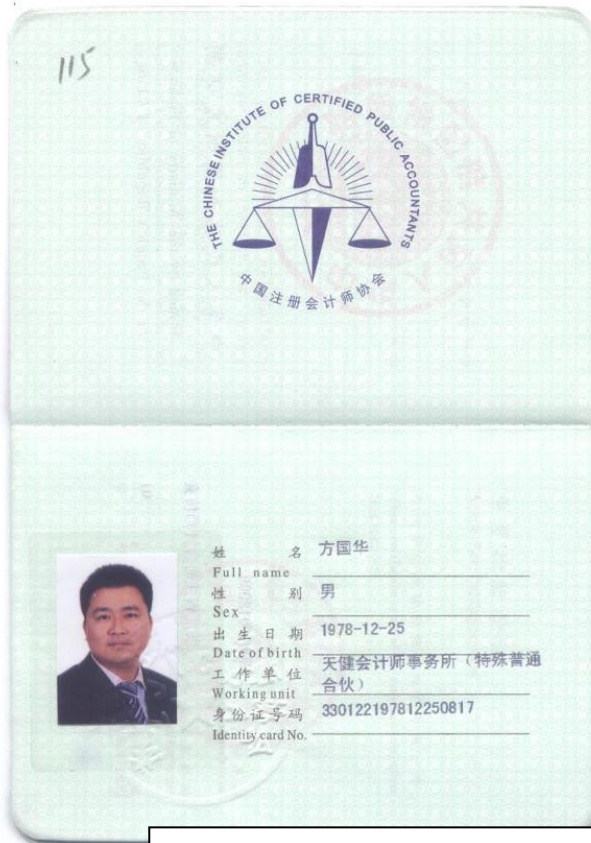 115
THE CHINESE INSTITUTE OF CERTIFIED PUBLIC ACCOUNTANTS
中国注册会计师协会
姓 名 方国华
Full name
性 别 男
Sex
出生日期 1978-12-25
Date of birth
工作单位 天健会计师事务所（特殊普通
Working unit 合伙）
身份证号码 330122197812250817
Identity card No.